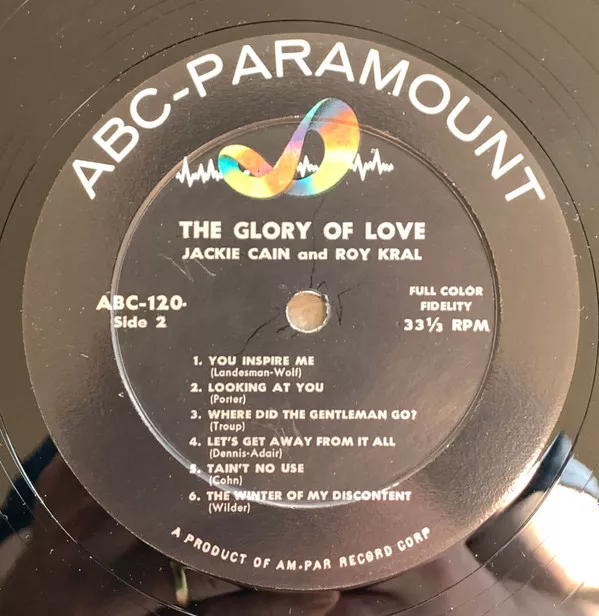 ABC-PARAMOUNT
THE GLORY OF LOVE
JACKIE CAIN and ROY KRAL
ABC-120
Side 2
FULL COLOR
FIDELITY
33⅓ RPM
1. YOU INSPIRE ME
(Landesman-Wolf)
2. LOOKING AT YOU
(Porter)
3. WHERE DID THE GENTLEMAN GO?
(Troup)
4. LET'S GET AWAY FROM IT ALL
(Dennis-Adair)
5. TAIN'T NO USE
(Cohn)
6. THE WINTER OF MY DISCONTENT
(Wilder)
A PRODUCT OF AM-PAR RECORD CORP